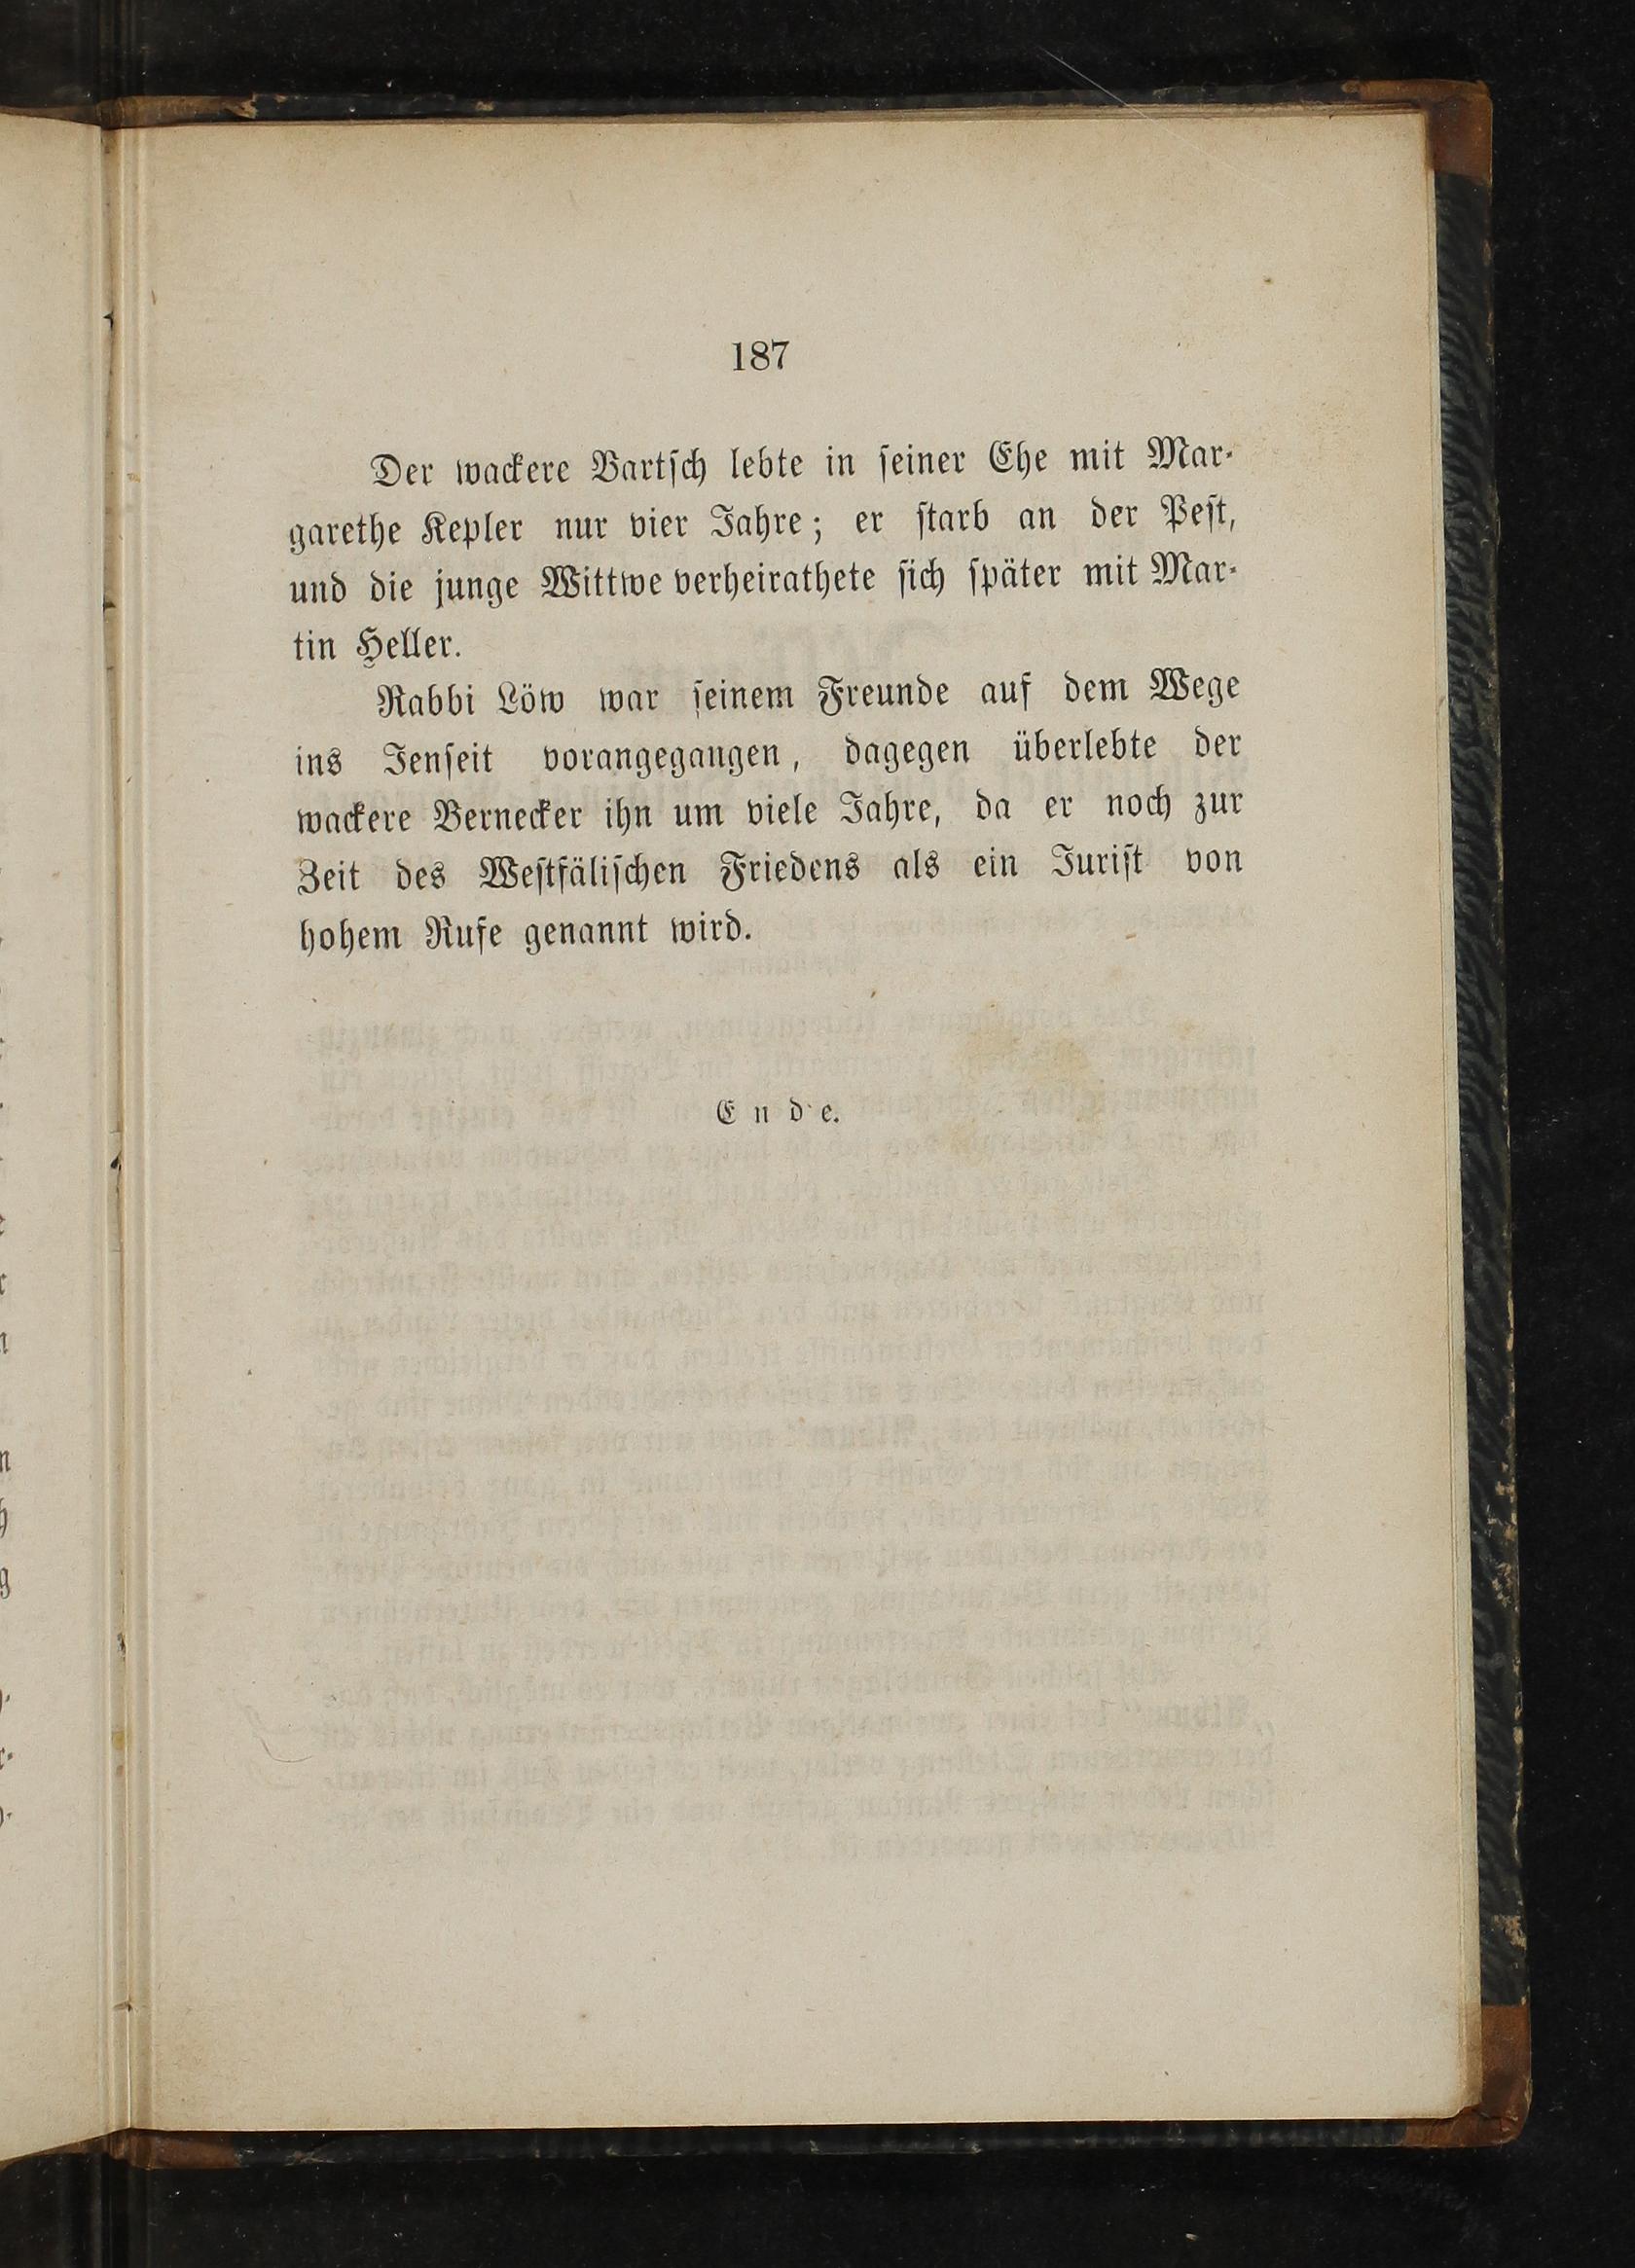 187
Der wackere Bartſch lebte in ſeiner Ehe mit Mar-
garethe Kepler nur vier Jahre; er ſtarb an der Peſt,
und die junge Wittwe verheirathete ſich ſpäter mit Mar-
tin Heller.
Rabbi Löw war ſeinem Freunde auf dem Wege
ins Jenſeit vorangegangen, dagegen überlebte der
wackere Bernecker ihn um viele Jahre, da er noch zur
Zeit des Weſtfäliſchen Friedens als ein Juriſt von
hohem Rufe genannt wird.
Ende.